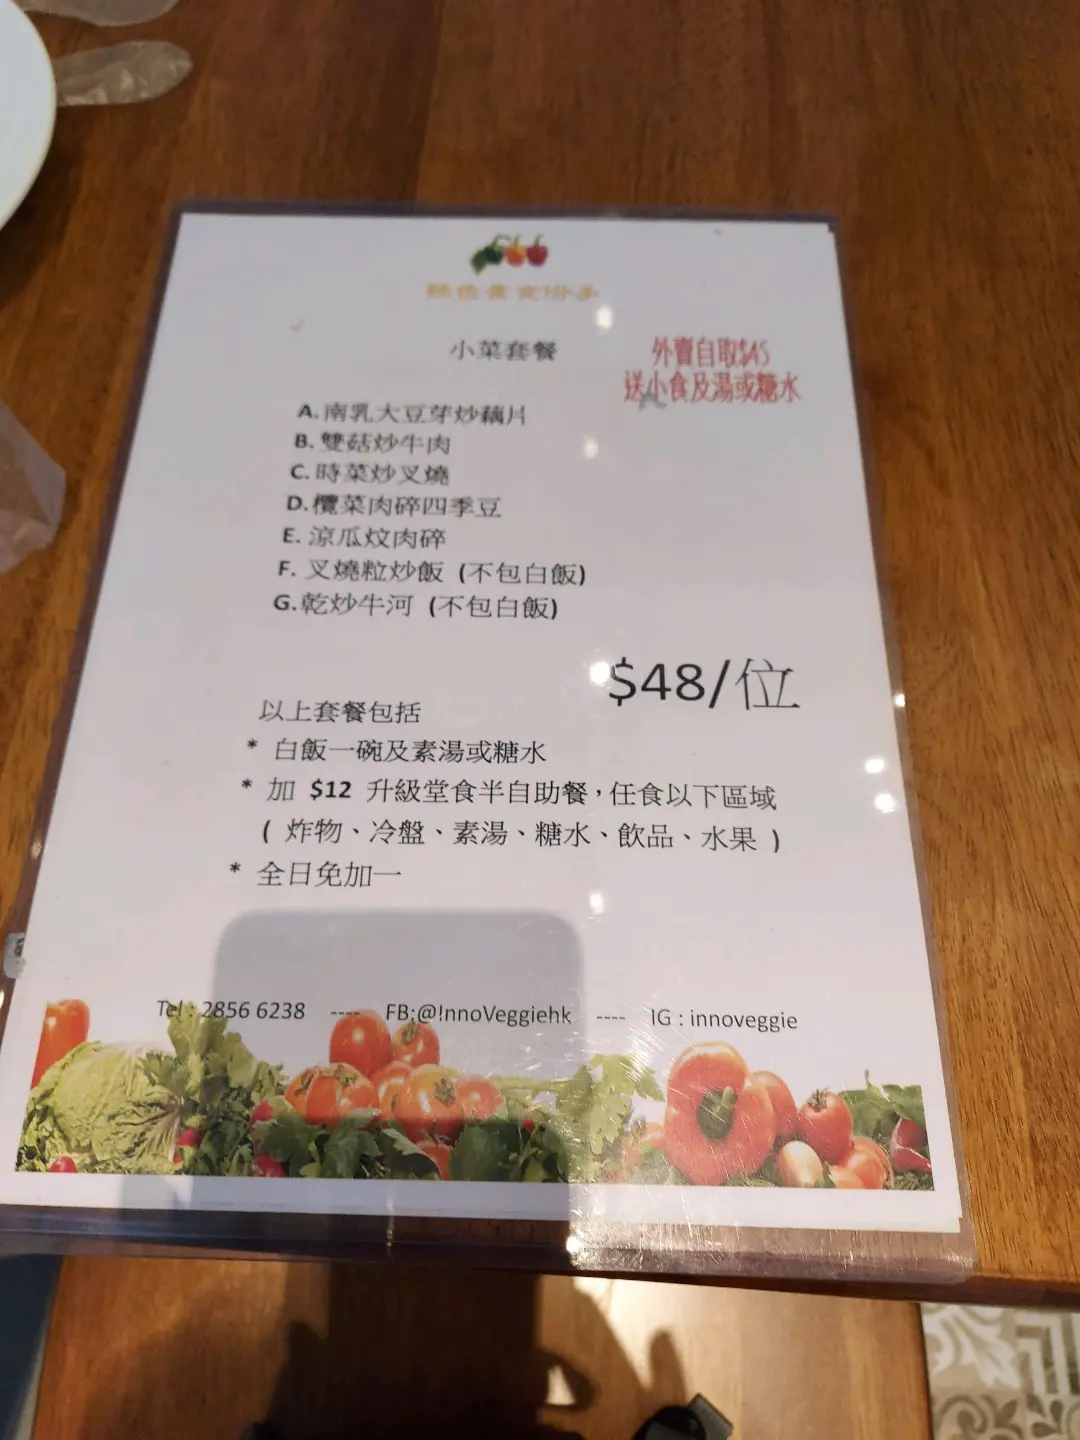 小菜套餐
外賣自取$45
送小食及湯或糖水
A. 南乳大豆芽炒藕片
B. 雙菇炒牛肉
C. 時菜炒叉燒
D. 欖菜肉碎四季豆
E. 涼瓜炆肉碎
F. 叉燒粒炒飯 (不包白飯)
G. 乾炒牛河 (不包白飯)
$48/位
以上套餐包括
* 白飯一碗及素湯或糖水
* 加 $12 升級堂食半自助餐，任食以下區域
( 炸物、冷盤、素湯、糖水、飲品、水果 )
* 全日免加一
Tel : 2856 6238 ---- FB:@!nnoVeggiehk ---- IG : innoveggie